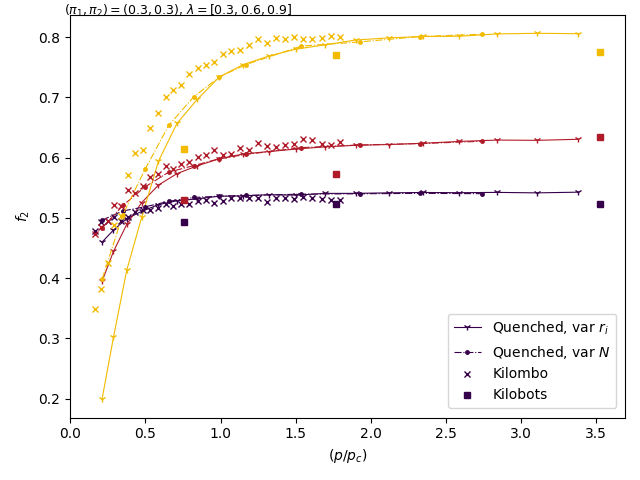 (π₁, π₂) = (0.3, 0.3), λ = [0.3, 0.6, 0.9]
0.8
0.7
0.6
0.5
0.4
0.3
0.2
f₂
0.0 0.5 1.0 1.5 2.0 2.5 3.0 3.5
(p/p_c)
Quenched, var r_i
Quenched, var N
Kilombo
Kilobots